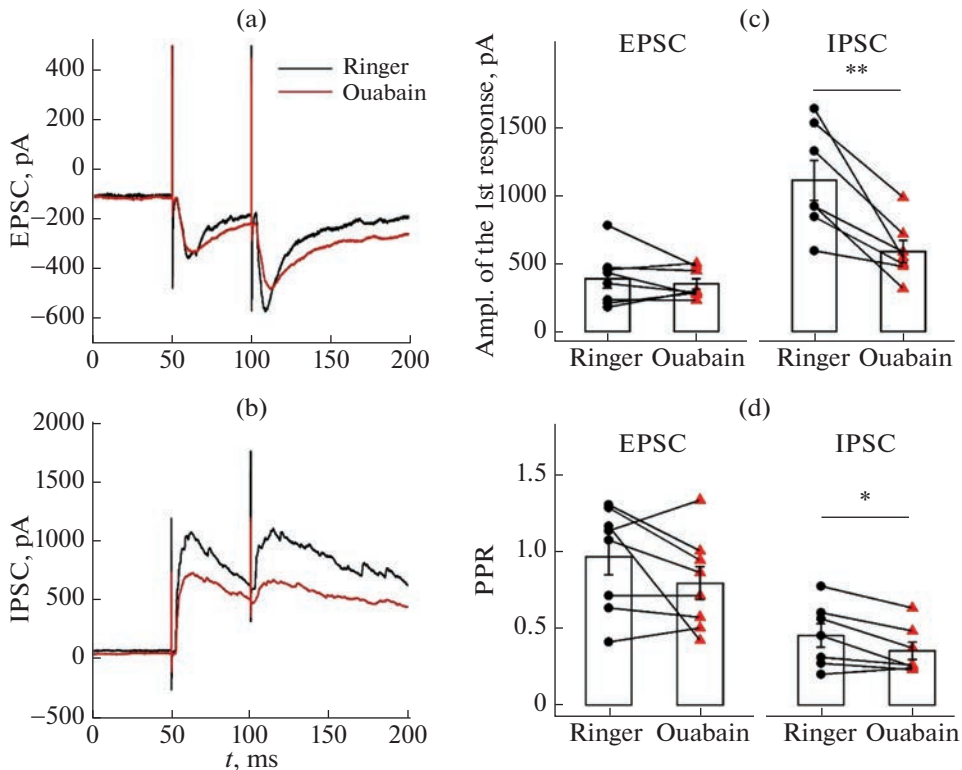 (a)
EPSC, pA
400
200
0
−200
−400
−600
Ringer
Ouabain
0 50 100 150 200
(b)
IPSC, pA
2000
1500
1000
500
0
−500
0 50 100 150 200
t, ms
(c)
EPSC IPSC
**
Ampl. of the 1st response, pA
1500
1000
500
0
Ringer Ouabain Ringer Ouabain
(d)
EPSC IPSC
*
PPR
1.5
1.0
0.5
0
Ringer Ouabain Ringer Ouabain